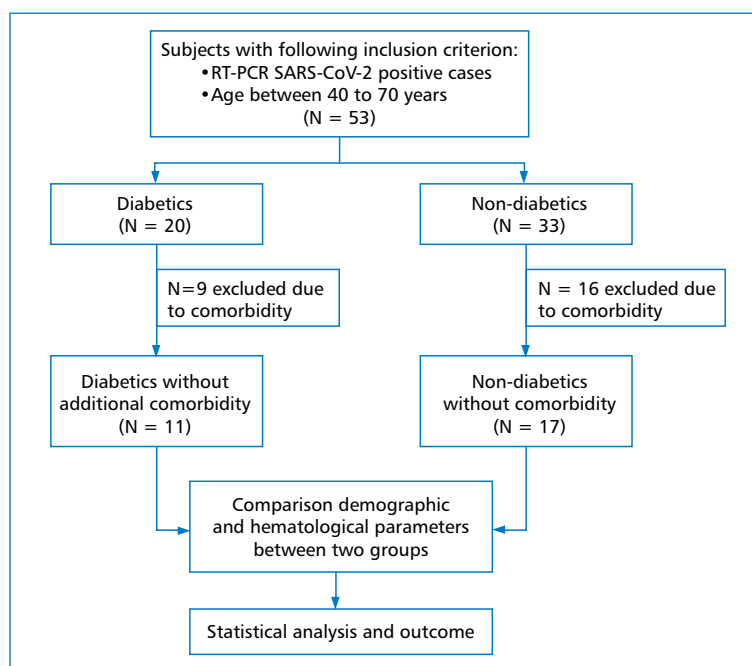 Subjects with following inclusion criterion:
•RT-PCR SARS-CoV-2 positive cases
•Age between 40 to 70 years
(N = 53)
Diabetics
(N = 20)
Non-diabetics
(N = 33)
N=9 excluded due
to comorbidity
N = 16 excluded due
to comorbidity
Diabetics without
additional comorbidity
(N = 11)
Non-diabetics
without comorbidity
(N = 17)
Comparison demographic
and hematological parameters
between two groups
Statistical analysis and outcome